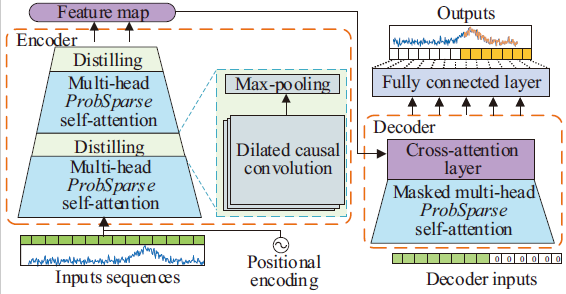 Feature map
Encoder
Distilling
Multi-head
ProbSparse
self-attention
Distilling
Multi-head
ProbSparse
self-attention
Max-pooling
Dilated causal
convolution
Inputs sequences
Positional
encoding
Outputs
Fully connected layer
Decoder
Cross-attention
layer
Masked multi-head
ProbSparse
self-attention
0 0 0 0 0
Decoder inputs